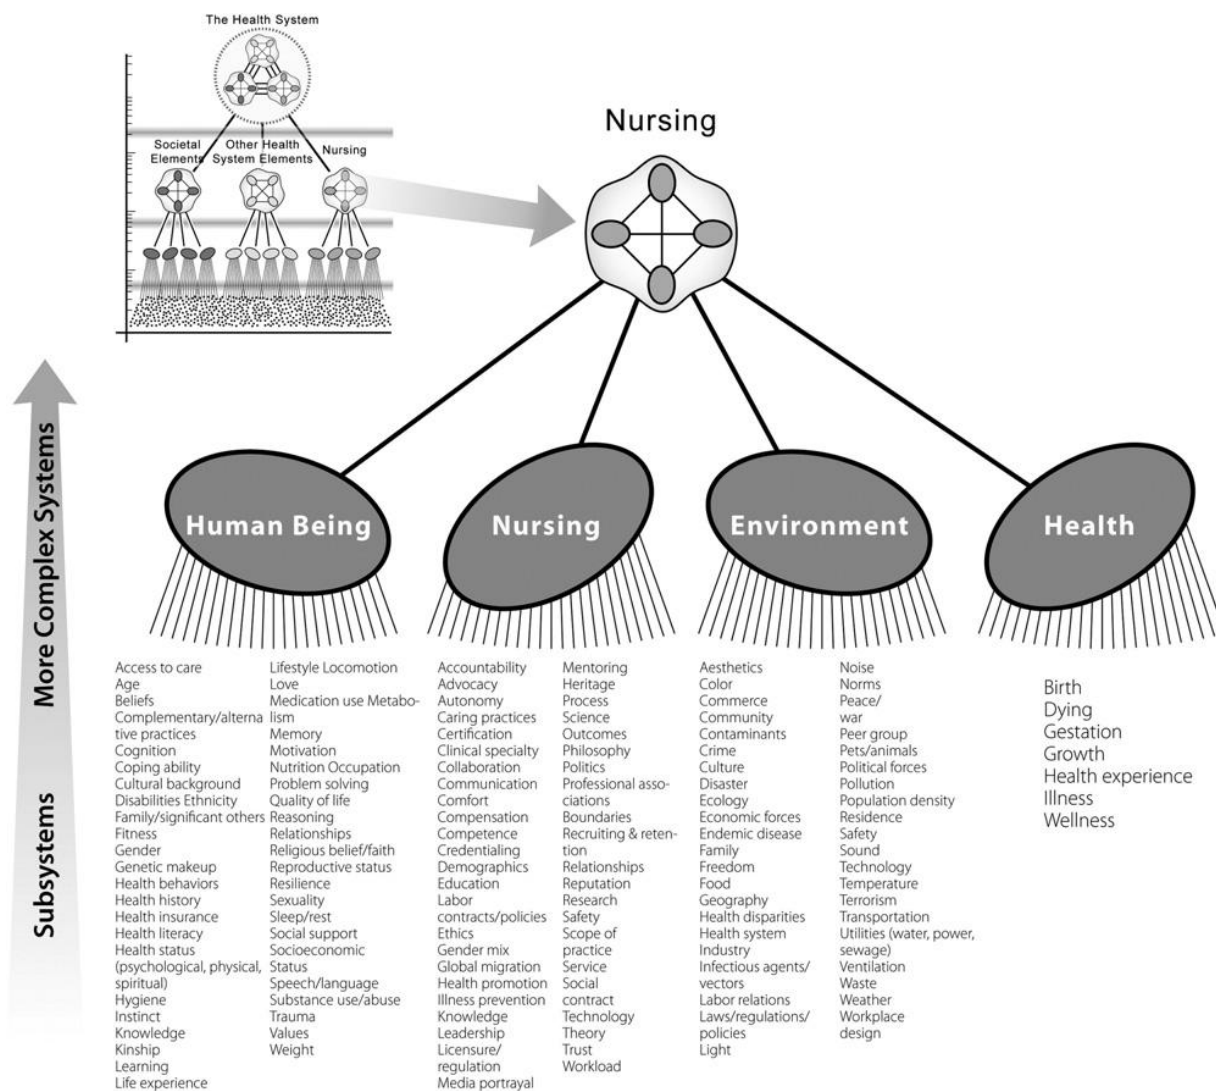 The Health System
Societal
Elements
Other Health
System Elements
Nursing
Nursing
More Complex Systems
Subsystems
Human Being
Nursing
Environment
Health
Access to care
Age
Beliefs
Complementary/alterna
tive practices
Cognition
Coping ability
Cultural background
Disabilities Ethnicity
Family/significant others
Fitness
Gender
Genetic makeup
Health behaviors
Health history
Health insurance
Health literacy
Health status
(psychological, physical,
spiritual)
Hygiene
Instinct
Knowledge
Kinship
Learning
Life experience
Lifestyle Locomotion
Love
Medication use Metabo-
lism
Memory
Motivation
Nutrition Occupation
Problem solving
Quality of life
Reasoning
Relationships
Religious belief/faith
Reproductive status
Resilience
Sexuality
Sleep/rest
Social support
Socioeconomic
Status
Speech/language
Substance use/abuse
Trauma
Values
Weight
Accountability
Advocacy
Autonomy
Caring practices
Certification
Clinical specialty
Collaboration
Communication
Comfort
Compensation
Competence
Credentialing
Demographics
Education
Labor
contracts/policies
Ethics
Gender mix
Global migration
Health promotion
Illness prevention
Knowledge
Leadership
Licensure/
regulation
Media portrayal
Mentoring
Heritage
Process
Science
Outcomes
Philosophy
Politics
Professional asso-
ciations
Boundaries
Recruiting & reten-
tion
Relationships
Reputation
Research
Safety
Scope of
practice
Service
Social
contract
Technology
Theory
Trust
Workload
Aesthetics
Color
Commerce
Community
Contaminants
Crime
Culture
Disaster
Ecology
Economic forces
Endemic disease
Family
Freedom
Food
Geography
Health disparities
Health system
Industry
Infectious agents/
vectors
Labor relations
Laws/regulations/
policies
Light
Noise
Norms
Peace/
war
Peer group
Pets/animals
Political forces
Pollution
Population density
Residence
Safety
Sound
Technology
Temperature
Terrorism
Transportation
Utilities (water, power,
sewage)
Ventilation
Waste
Weather
Workplace
design
Birth
Dying
Gestation
Growth
Health experience
Illness
Wellness